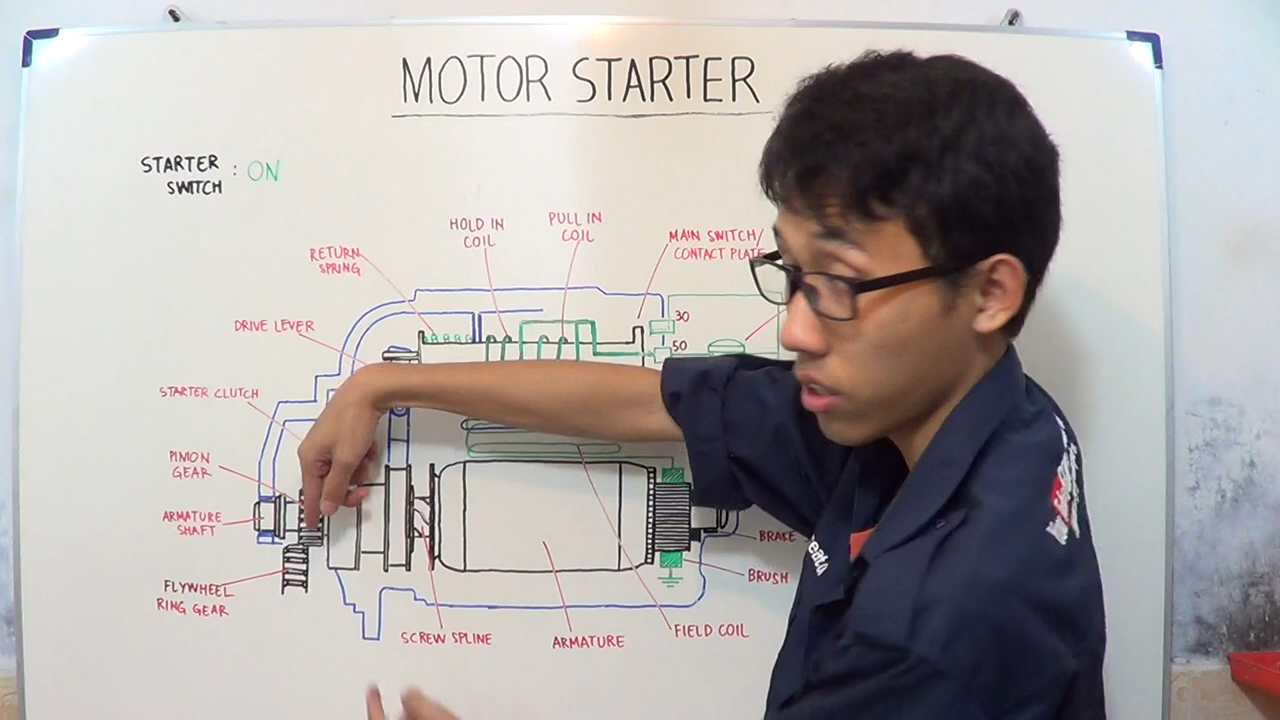 MOTOR STARTER
STARTER : ON
SWITCH
HOLD IN
COIL
PULL IN
COIL
MAIN SWITCH/
CONTACT PLATE
RETURN
SPRING
30
DRIVE LEVER
50
STARTER CLUTCH
PINION
GEAR
ARMATURE
SHAFT
BRAKE
BRUSH
FLYWHEEL
RING GEAR
SCREW SPLINE
ARMATURE
FIELD COIL